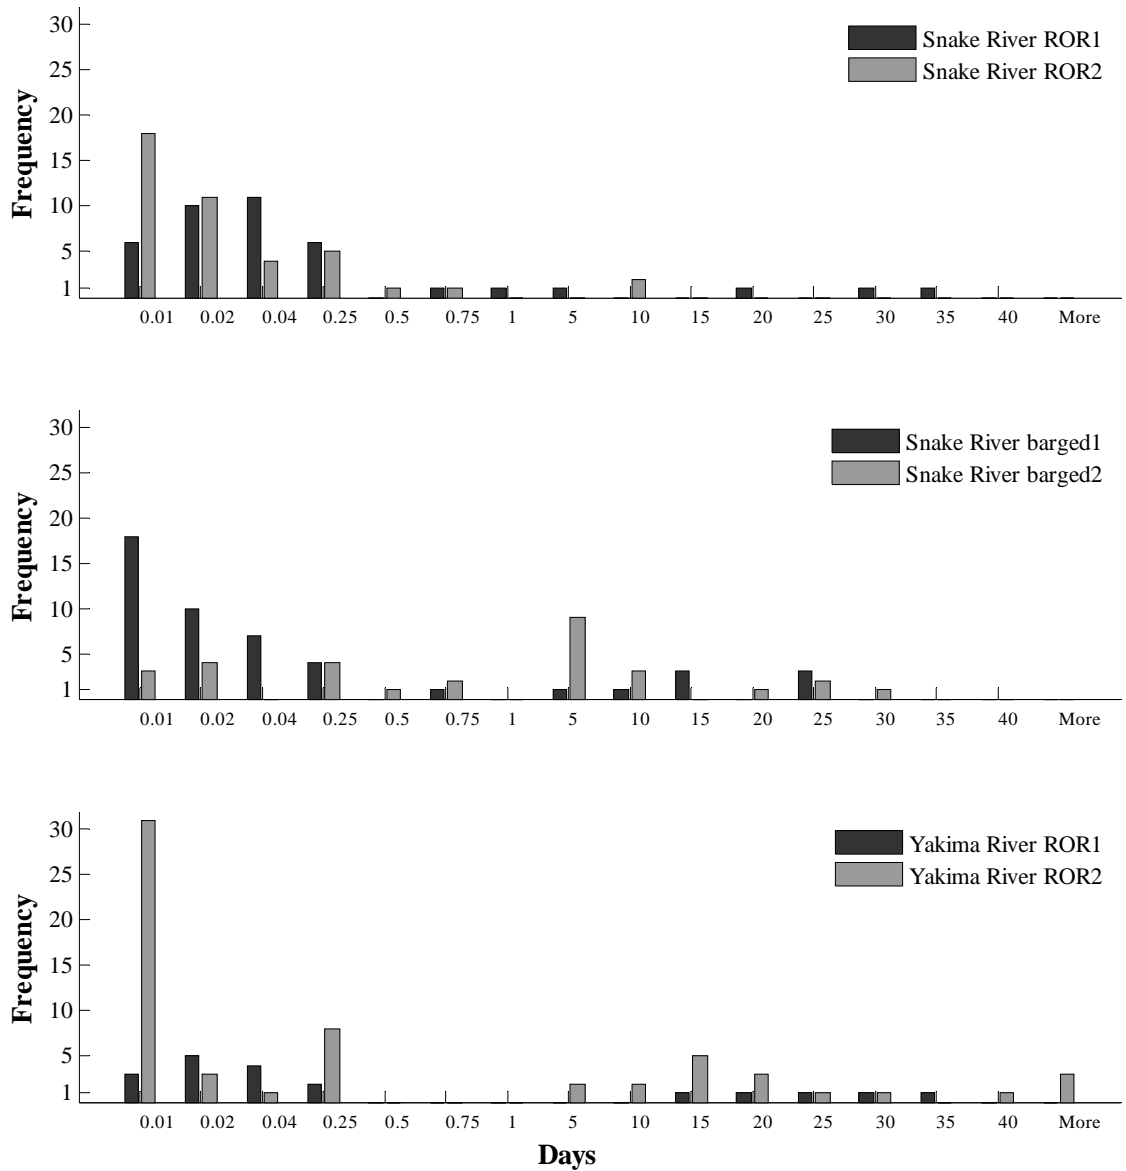 Snake River ROR1
Snake River ROR2
Frequency
30
25
20
15
10
5
1
0.01 0.02 0.04 0.25 0.5 0.75 1 5 10 15 20 25 30 35 40 More
Snake River barged1
Snake River barged2
Frequency
30
25
20
15
10
5
1
0.01 0.02 0.04 0.25 0.5 0.75 1 5 10 15 20 25 30 35 40 More
Yakima River ROR1
Yakima River ROR2
Frequency
30
25
20
15
10
5
1
0.01 0.02 0.04 0.25 0.5 0.75 1 5 10 15 20 25 30 35 40 More
Days